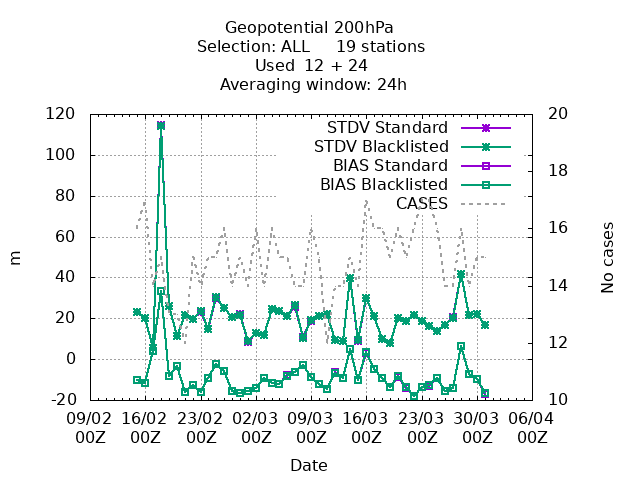 Geopotential 200hPa
Selection: ALL 19 stations
Used 12 + 24
Averaging window: 24h
120 20
STDV Standard
STDV Blacklisted
100 18
BIAS Standard
BIAS Blacklisted
80
CASES
60 16
No cases
m
40 14
20 12
0
-20 10
09/02 16/02 23/02 02/03 09/03 16/03 23/03 30/03 06/04
00Z 00Z 00Z 00Z 00Z 00Z 00Z 00Z 00Z
Date